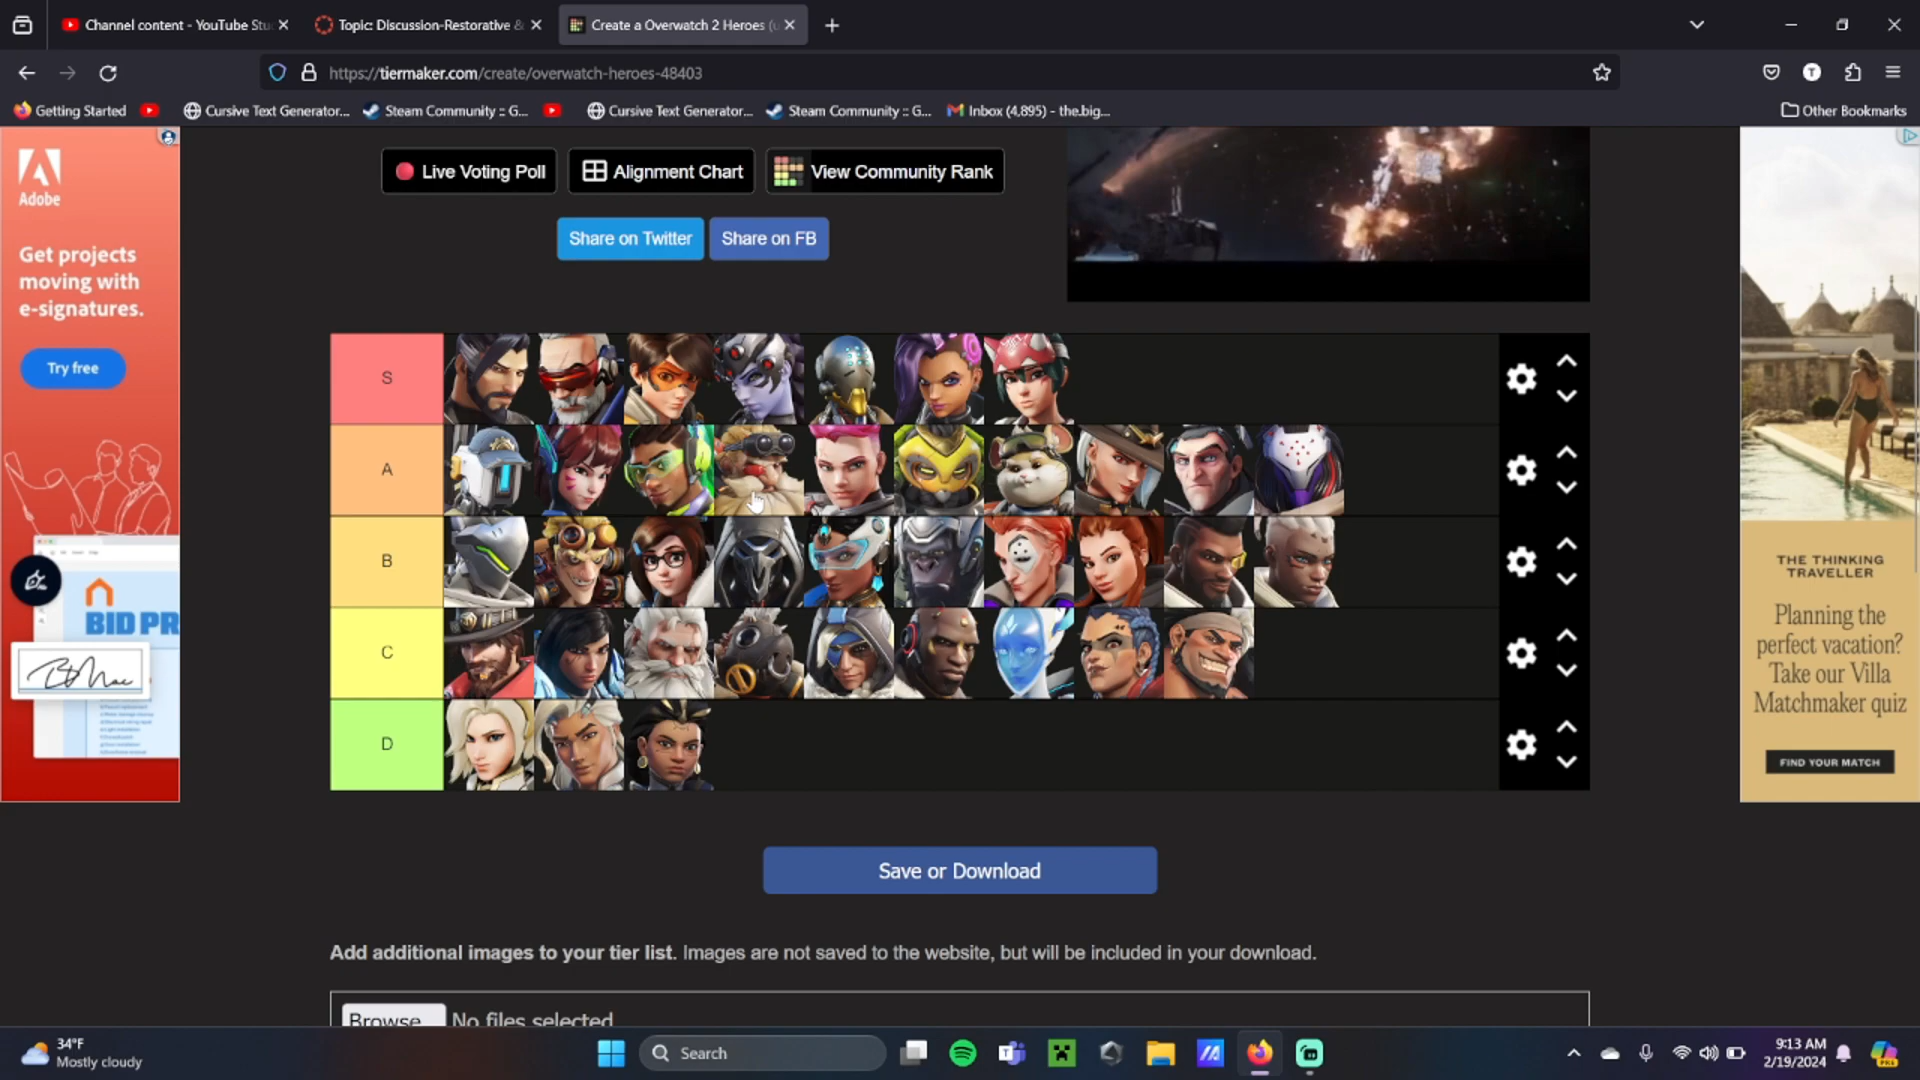 Channel content - YouTube Stu
Topic: Discussion-Restorative &
Create a Overwatch 2 Heroes (u
https://tiermaker.com/create/overwatch-heroes-48403
T
Getting Started
Cursive Text Generator...
Steam Community :: G...
Cursive Text Generator...
Steam Community :: G...
Inbox (4,895) - the.big...
Other Bookmarks
Adobe
Get projects
moving with
e-signatures.
Try free
BID PR
Live Voting Poll
Alignment Chart
View Community Rank
Share on Twitter
Share on FB
S
A
B
C
D
Save or Download
Add additional images to your tier list. Images are not saved to the website, but will be included in your download.
Browse...
No files selected
THE THINKING
TRAVELLER
Planning the
perfect vacation?
Take our Villa
Matchmaker quiz
FIND YOUR MATCH
34°F
Mostly cloudy
Search
9:13 AM
2/19/2024